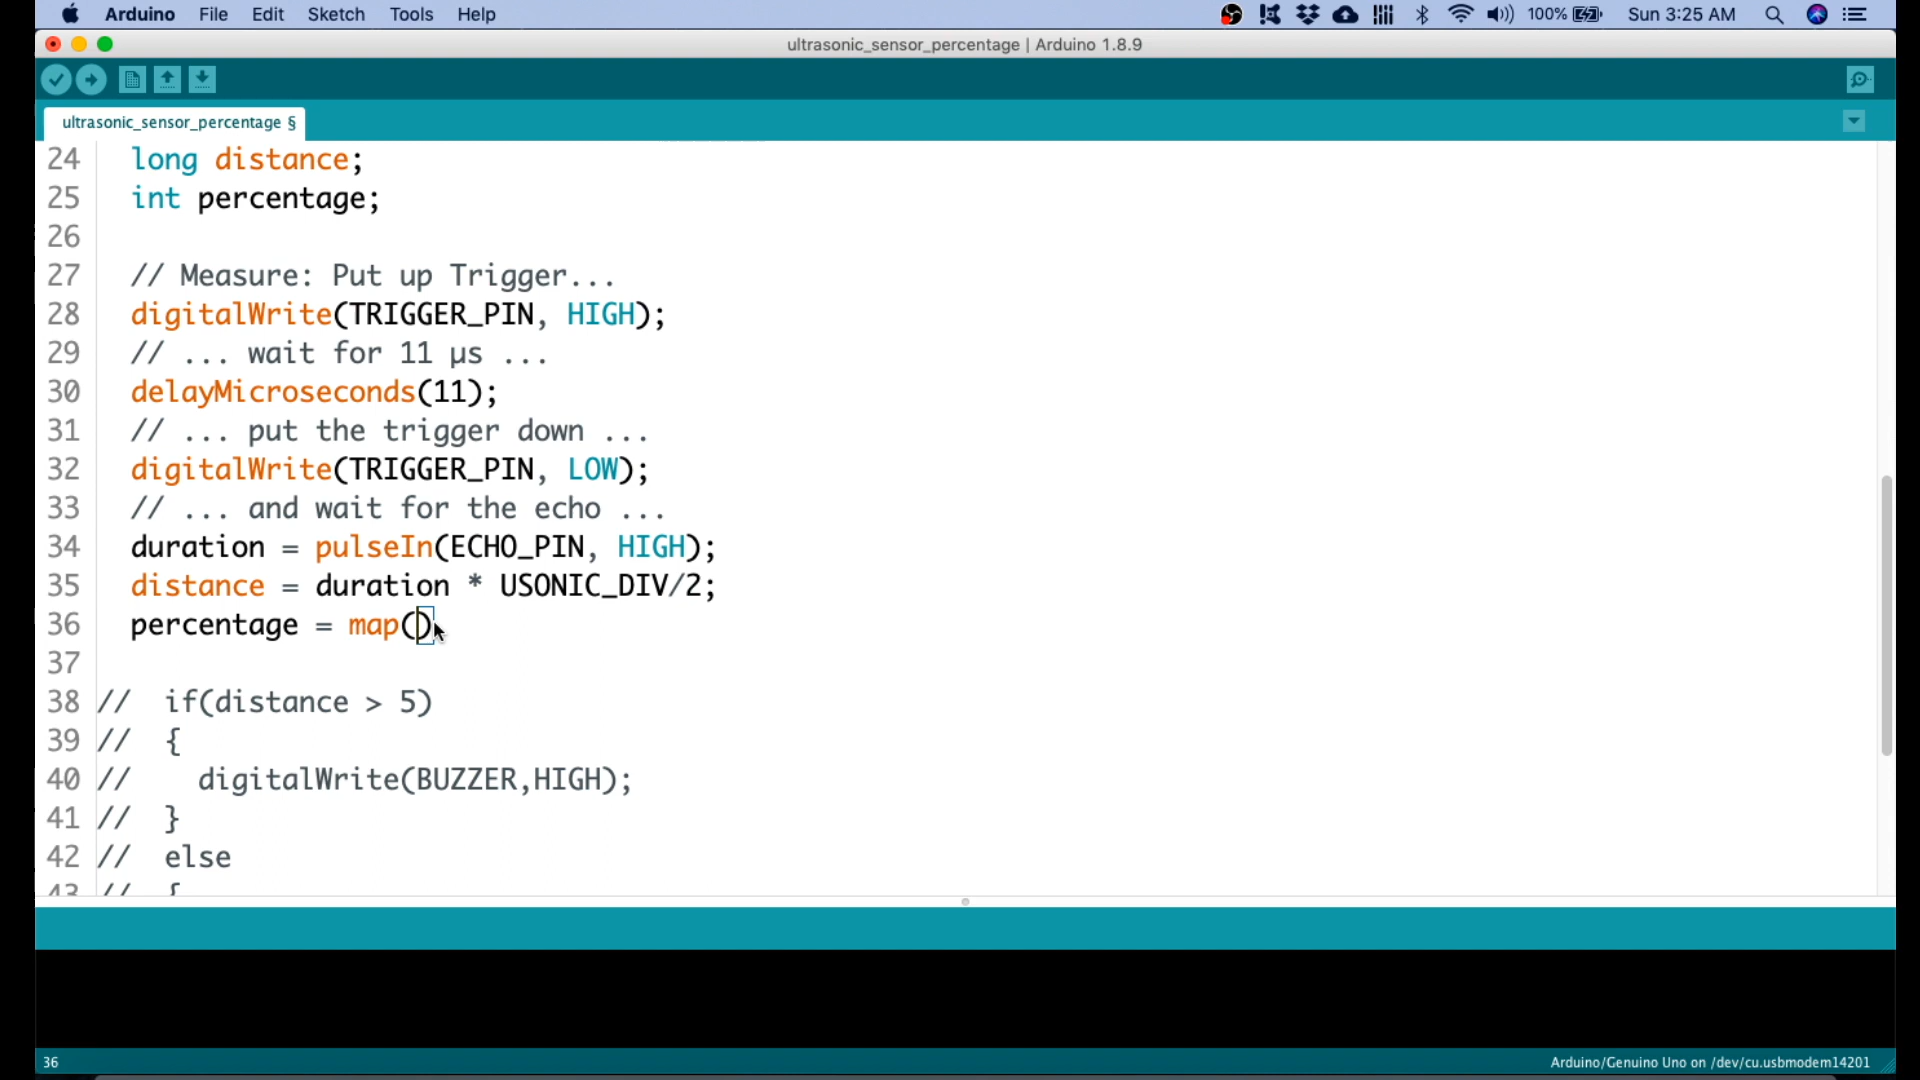 Arduino File Edit Sketch Tools Help 100% Sun 3:25 AM
ultrasonic_sensor_percentage | Arduino 1.8.9
ultrasonic_sensor_percentage §
24 long distance;
25 int percentage;
26
27 // Measure: Put up Trigger...
28 digitalWrite(TRIGGER_PIN, HIGH);
29 // ... wait for 11 µs ...
30 delayMicroseconds(11);
31 // ... put the trigger down ...
32 digitalWrite(TRIGGER_PIN, LOW);
33 // ... and wait for the echo ...
34 duration = pulseIn(ECHO_PIN, HIGH);
35 distance = duration * USONIC_DIV/2;
36 percentage = map()
37
38 // if(distance > 5)
39 // {
40 // digitalWrite(BUZZER,HIGH);
41 // }
42 // else
43 // {
36 Arduino/Genuino Uno on /dev/cu.usbmodem14201